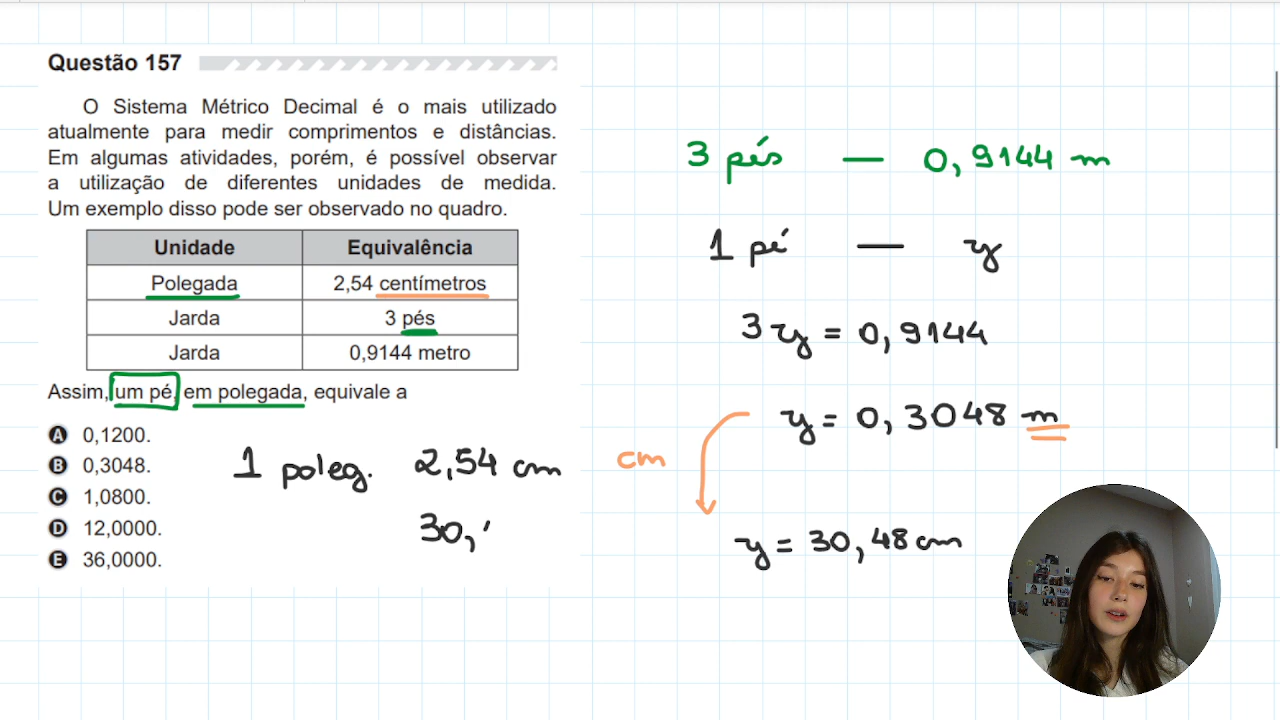 Questão 157
O Sistema Métrico Decimal é o mais utilizado
atualmente para medir comprimentos e distâncias.
Em algumas atividades, porém, é possível observar
a utilização de diferentes unidades de medida.
Um exemplo disso pode ser observado no quadro.
Unidade Equivalência
Polegada 2,54 centímetros
Jarda 3 pés
Jarda 0,9144 metro
Assim, um pé, em polegada, equivale a
A 0,1200.
B 0,3048.
C 1,0800.
D 12,0000.
E 36,0000.
1 poleg. 2,54 cm
30,
3 pés — 0,9144 m
1 pé — y
3y = 0,9144
y = 0,3048 m
cm
y = 30,48 cm